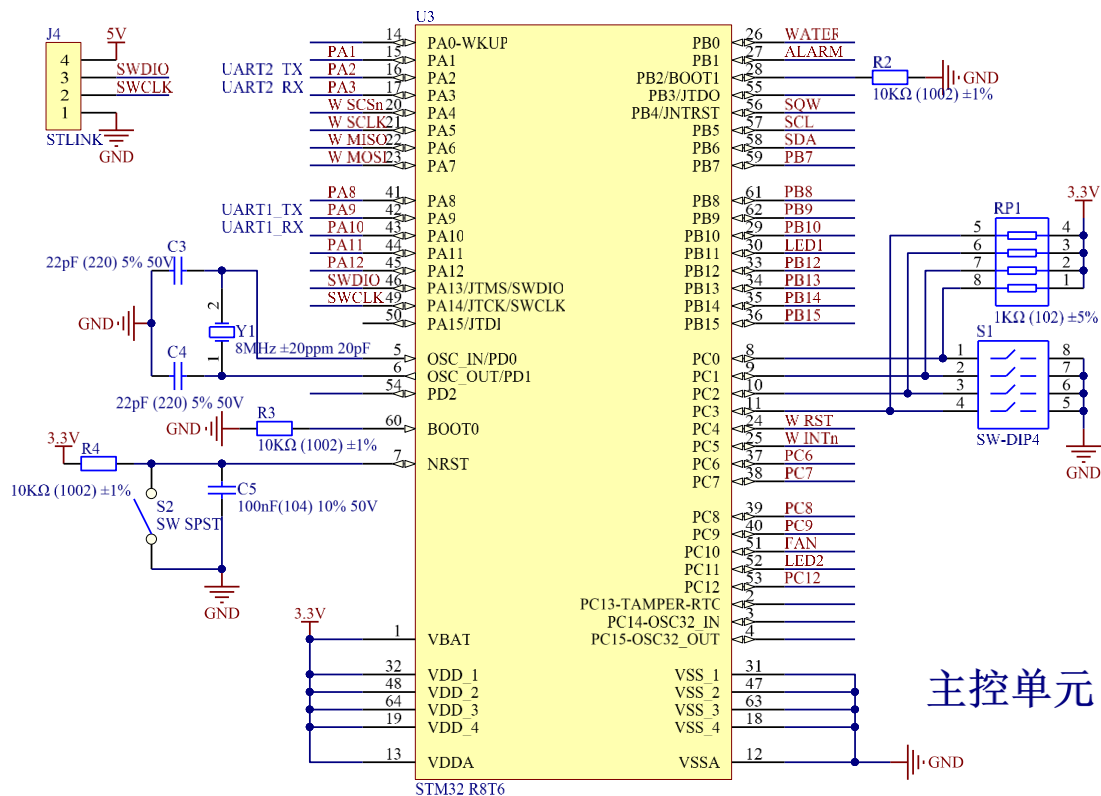 U3
J4
5V
4
3
2
1
SWDIO
SWCLK
STLINK
GND
14 PA0-WKUP
PA1 15 PA1
UART2_TX PA2 16 PA2
UART2_RX PA3 17 PA3
W_SCSn 20 PA4
W_SCLK 21 PA5
W_MISO 22 PA6
W_MOSI 23 PA7
PA8 41 PA8
UART1_TX PA9 42 PA9
UART1_RX PA10 43 PA10
PA11 44 PA11
PA12 45 PA12
SWDIO 46 PA13/JTMS/SWDIO
SWCLK 49 PA14/JTCK/SWCLK
50 PA15/JTDI
5 OSC_IN/PD0
6 OSC_OUT/PD1
54 PD2
60 BOOT0
7 NRST
1 VBAT
32 VDD_1
48 VDD_2
64 VDD_3
19 VDD_4
13 VDDA
C3
22pF (220) 5% 50V
GND
2
Y1
8MHz ±20ppm 20pF
1
C4
22pF (220) 5% 50V
GND
R3
10KΩ (1002) ±1%
3.3V
R4
10KΩ (1002) ±1%
S2
SW SPST
C5
100nF(104) 10% 50V
GND
3.3V
PB0 26 WATER
PB1 27 ALARM
PB2/BOOT1 28
PB3/JTDO 55
PB4/JNTRST 56 SQW
PB5 57 SCL
PB6 58 SDA
PB7 59 PB7
PB8 61 PB8
PB9 62 PB9
PB10 29 PB10
PB11 30 LED1
PB12 33 PB12
PB13 34 PB13
PB14 35 PB14
PB15 36 PB15
PC0 8
PC1 9
PC2 10
PC3 11
PC4 24 W_RST
PC5 25 W_INTn
PC6 37 PC6
PC7 38 PC7
PC8 39 PC8
PC9 40 PC9
PC10 51 FAN
PC11 52 LED2
PC12 53 PC12
PC13-TAMPER-RTC 2
PC14-OSC32_IN 3
PC15-OSC32_OUT 4
VSS_1 31
VSS_2 47
VSS_3 63
VSS_4 18
VSSA 12
GND
R2
10KΩ (1002) ±1%
GND
3.3V
RP1
5 4
6 3
7 2
8 1
1KΩ (102) ±5%
S1
1 8
2 7
3 6
4 5
SW-DIP4
GND
主控单元
STM32 R8T6